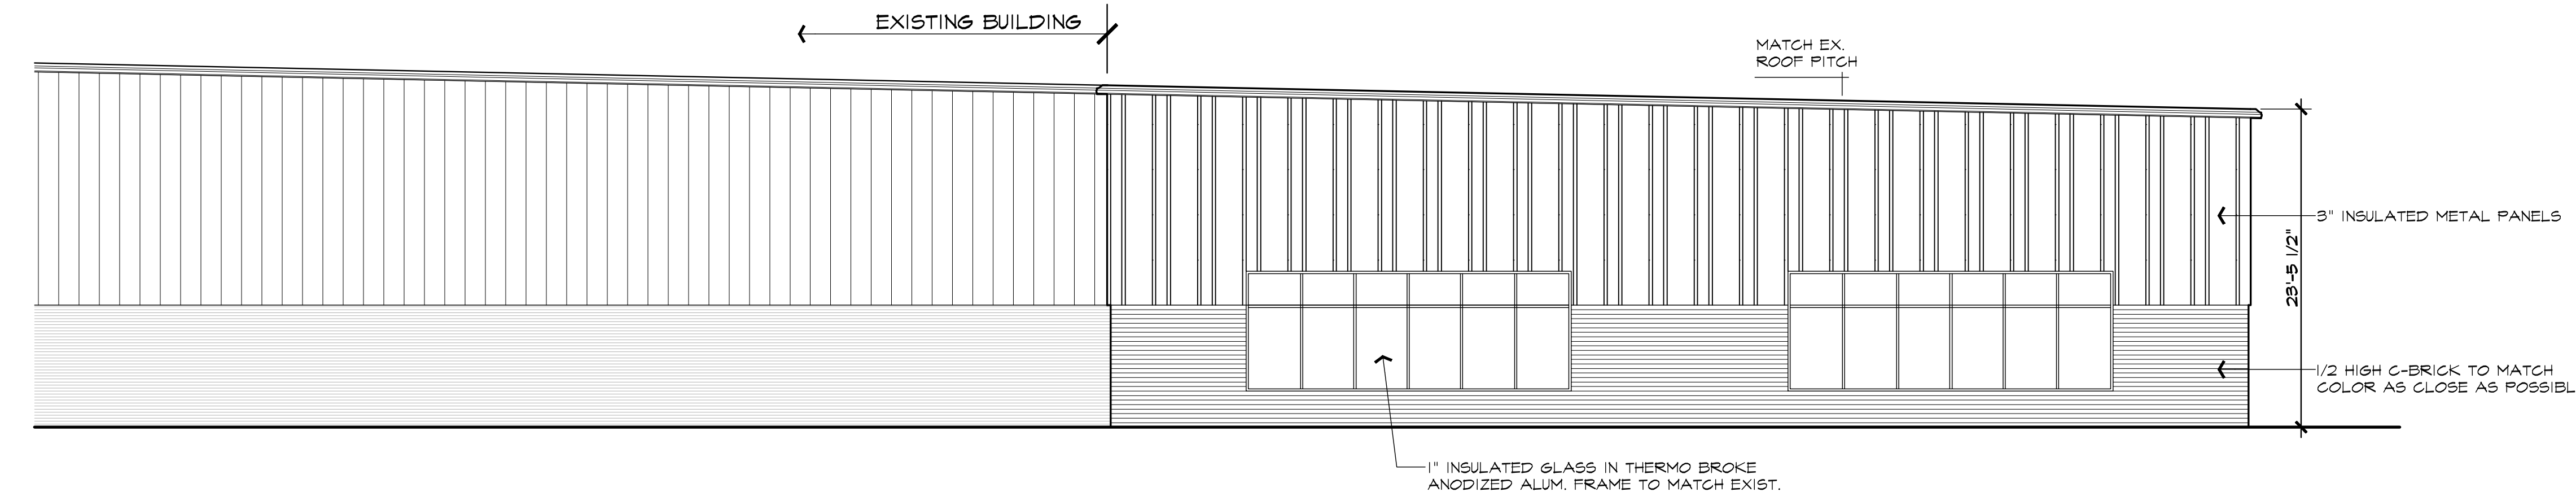 EXISTING BUILDING
MATCH EX.
ROOF PITCH
3" INSULATED METAL PANELS
23'-5 1/2"
1/2 HIGH C-BRICK TO MATCH
COLOR AS CLOSE AS POSSIBL
1" INSULATED GLASS IN THERMO BROKE
ANODIZED ALUM. FRAME TO MATCH EXIST.